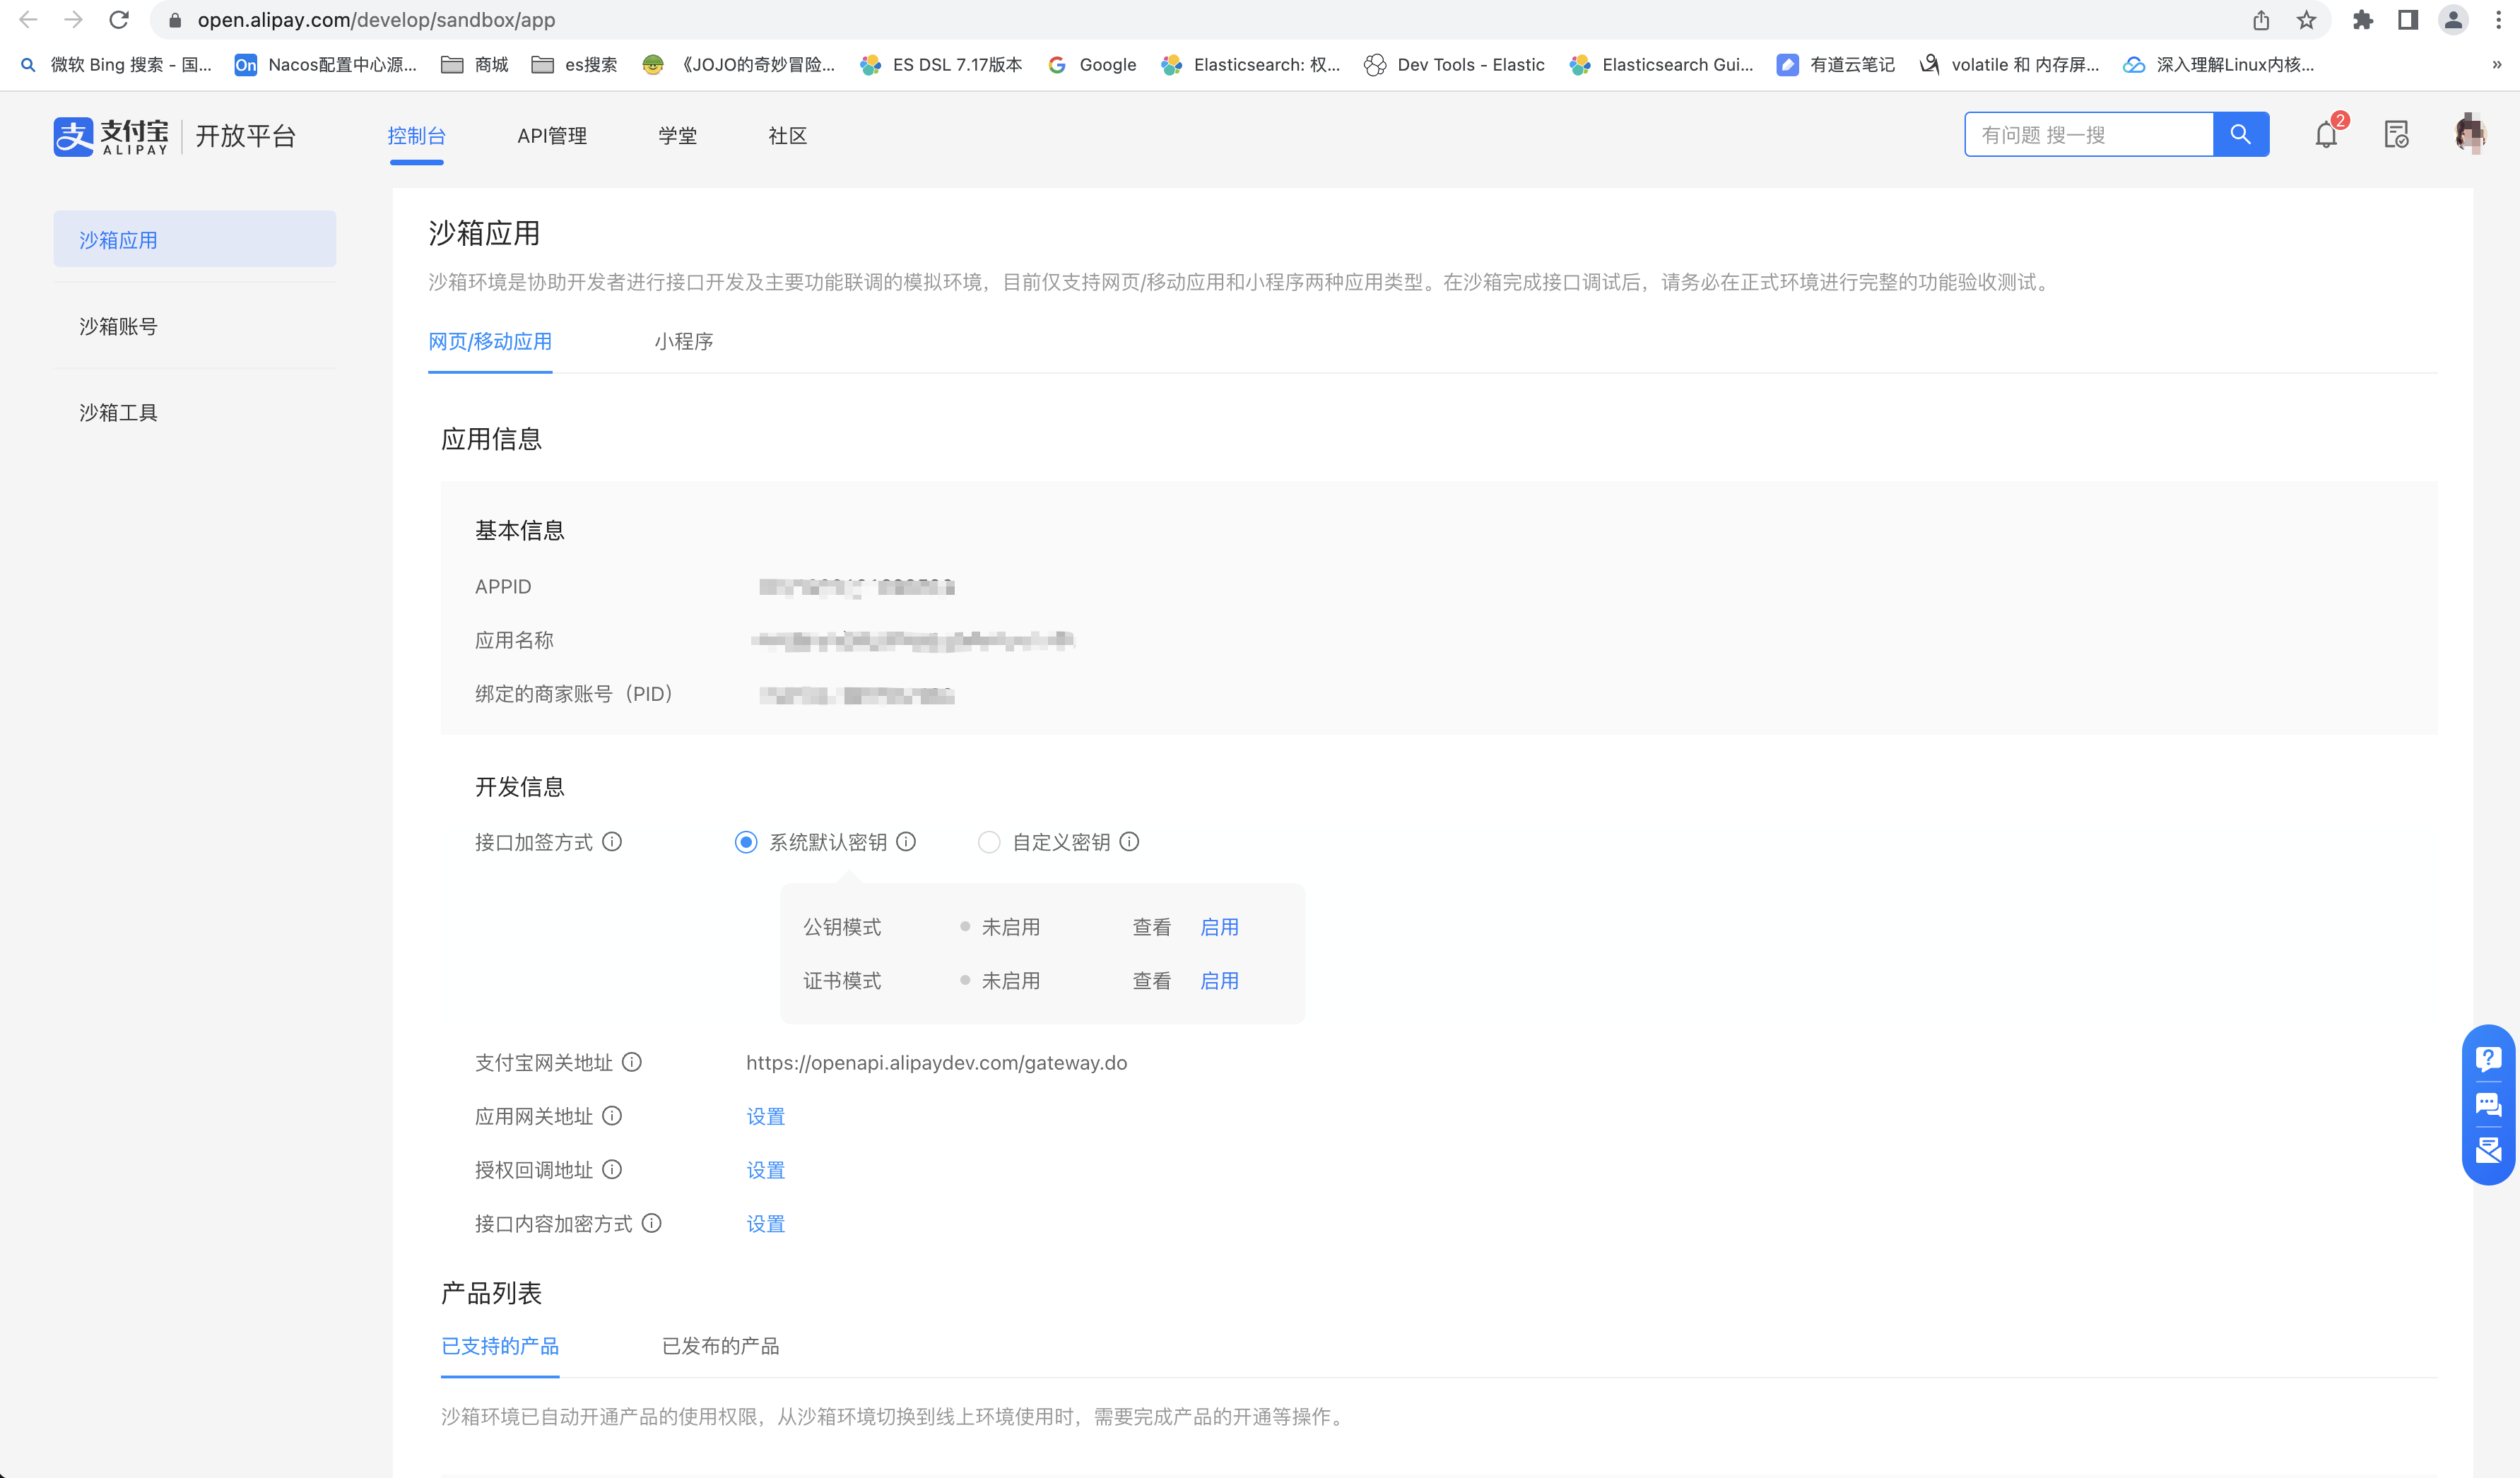 open.alipay.com/develop/sandbox/app
微软 Bing 搜索 - 国... On Nacos配置中心源... 商城 es搜索 《JOJO的奇妙冒险... ES DSL 7.17版本 Google Elasticsearch: 权... Dev Tools - Elastic Elasticsearch Gui... 有道云笔记 volatile 和 内存屏... 深入理解Linux内核... »
支 支付宝 ALIPAY 开放平台 控制台 API管理 学堂 社区 有问题 搜一搜 2
沙箱应用
沙箱账号
沙箱工具
沙箱应用
沙箱环境是协助开发者进行接口开发及主要功能联调的模拟环境，目前仅支持网页/移动应用和小程序两种应用类型。在沙箱完成接口调试后，请务必在正式环境进行完整的功能验收测试。
网页/移动应用 小程序
应用信息
基本信息
APPID
应用名称
绑定的商家账号（PID）
开发信息
接口加签方式 系统默认密钥 自定义密钥
公钥模式 未启用 查看 启用
证书模式 未启用 查看 启用
支付宝网关地址 https://openapi.alipaydev.com/gateway.do
应用网关地址 设置
授权回调地址 设置
接口内容加密方式 设置
产品列表
已支持的产品 已发布的产品
沙箱环境已自动开通产品的使用权限，从沙箱环境切换到线上环境使用时，需要完成产品的开通等操作。